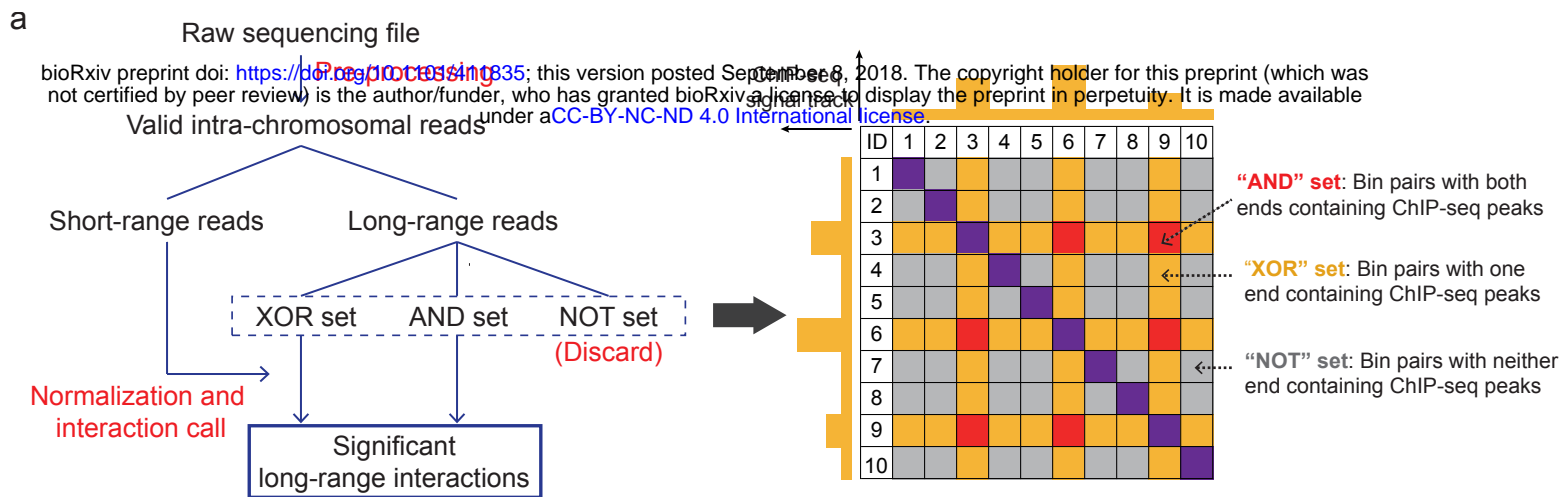 a
Raw sequencing file
Pre-processing
bioRxiv preprint doi: https://doi.org/10.1101/411835; this version posted September 8, 2018. The copyright holder for this preprint (which was
not certified by peer review) is the author/funder, who has granted bioRxiv a license to display the preprint in perpetuity. It is made available
under aCC-BY-NC-ND 4.0 International license.
Valid intra-chromosomal reads
Short-range reads
Long-range reads
XOR set
AND set
NOT set
(Discard)
Normalization and
interaction call
Significant
long-range interactions
ChIP-seq
signal track
ID 1 2 3 4 5 6 7 8 9 10
1
2
3
4
5
6
7
8
9
10
“AND” set: Bin pairs with both
ends containing ChIP-seq peaks
“XOR” set: Bin pairs with one
end containing ChIP-seq peaks
“NOT” set: Bin pairs with neither
end containing ChIP-seq peaks